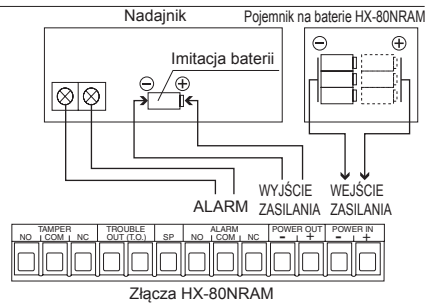 Nadajnik
Pojemnik na baterie HX-80NRAM
Imitacja baterii
ALARM
WYJŚCIE ZASILANIA
WEJŚCIE ZASILANIA
TAMPER
NO COM NC
TROUBLE OUT (T.O.)
SP
ALARM
NO COM NC
POWER OUT
- +
POWER IN
- +
Złącza HX-80NRAM